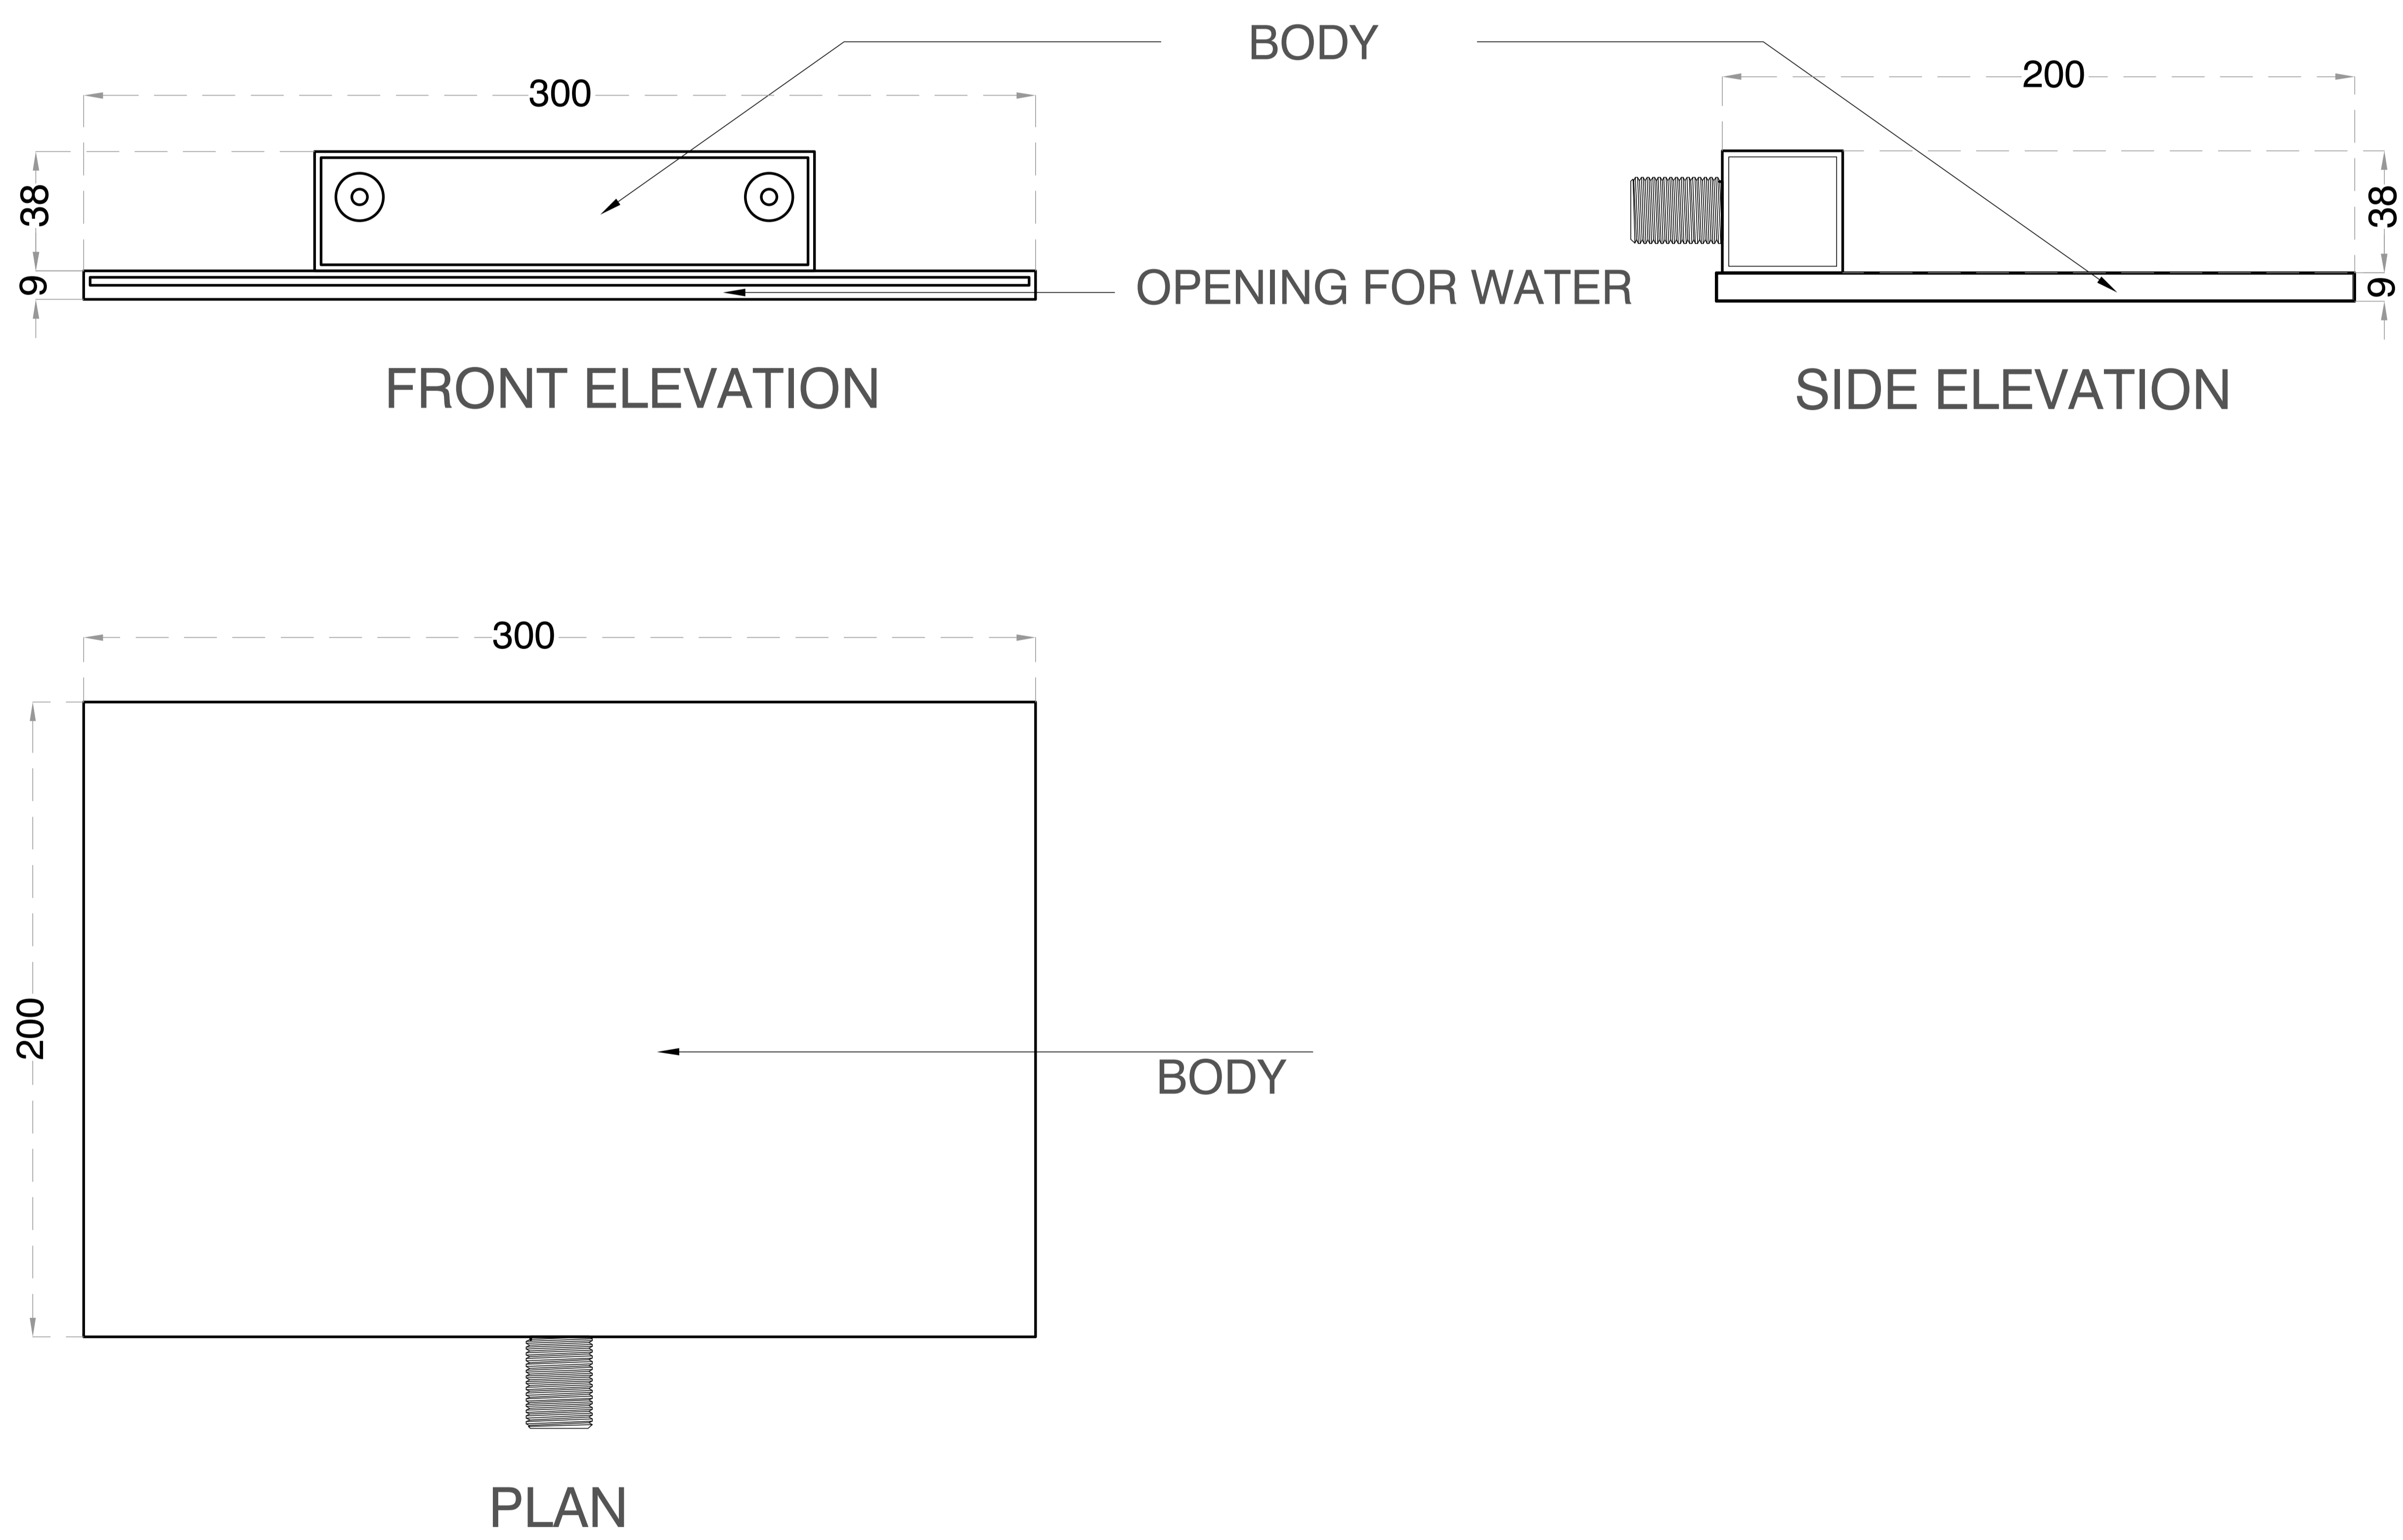 BODY
300
200
38
38
9
OPENING FOR WATER
9
FRONT ELEVATION
SIDE ELEVATION
300
200
BODY
PLAN